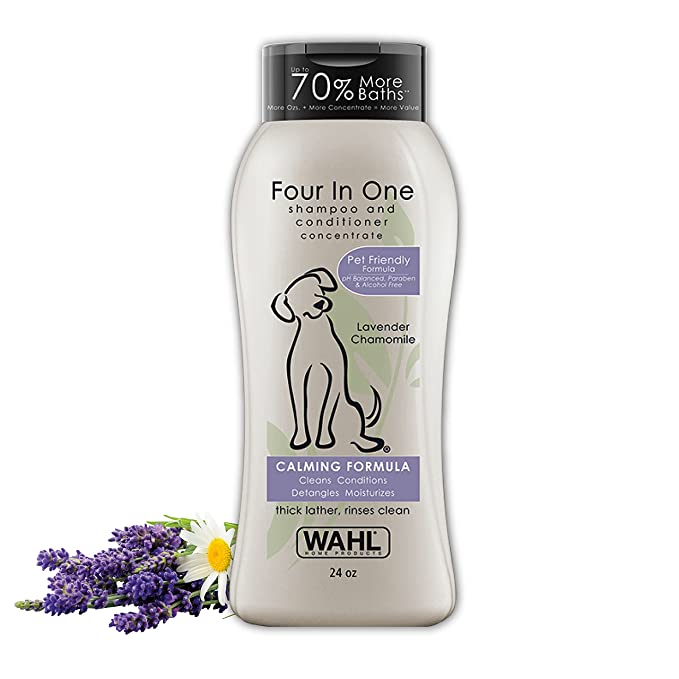 Up to
70% More
Baths**
More Ozs. + More Concentrate = More Value
Four In One
shampoo and
conditioner
concentrate
Pet Friendly
Formula
pH Balanced, Paraben
& Alcohol Free
Lavender
Chamomile
®
CALMING FORMULA
Cleans Conditions
Detangles Moisturizes
thick lather, rinses clean
WAHL®
HOME PRODUCTS
24 oz